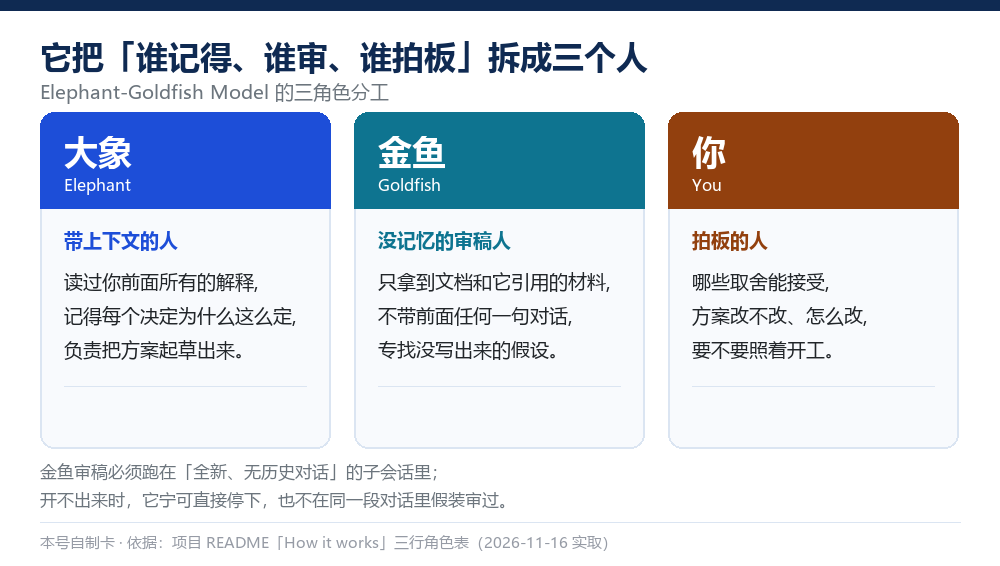 它把「谁记得、谁审、谁拍板」拆成三个人
Elephant-Goldfish Model 的三角色分工
大象
Elephant
带上下文的人
读过你前面所有的解释,
记得每个决定为什么这么定,
负责把方案起草出来。
金鱼
Goldfish
没记忆的审稿人
只拿到文档和它引用的材料,
不带前面任何一句对话,
专找没写出来的假设。
你
You
拍板的人
哪些取舍能接受,
方案改不改、怎么改,
要不要照着开工。
金鱼审稿必须跑在「全新、无历史对话」的子会话里;
开不出来时，它宁可直接停下，也不在同一段对话里假装审过。
本号自制卡 · 依据：项目 README「How it works」三行角色表（2026-11-16 实取）